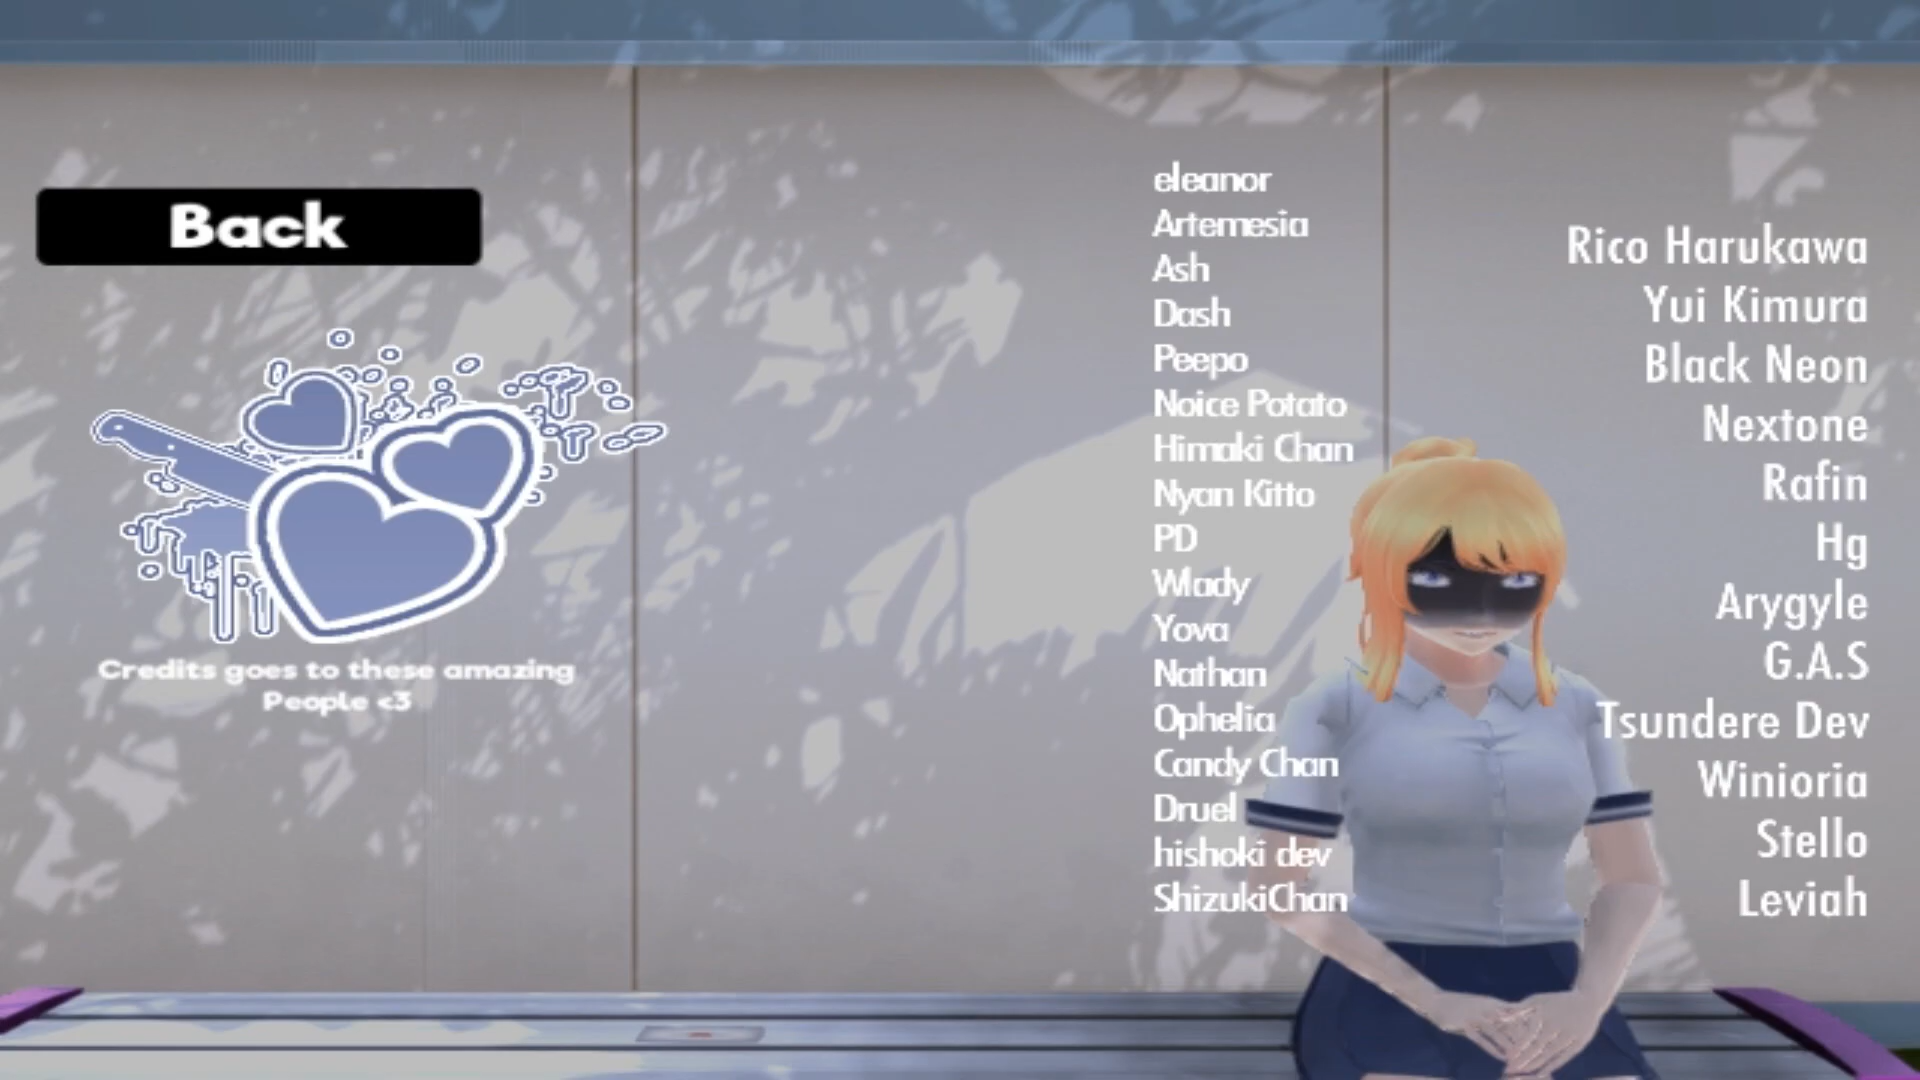 Back
Credits goes to these amazing
People <3
eleanor
Artemesia
Ash
Dash
Peepo
Noice Potato
Himaki Chan
Nyan Kitto
PD
Wlady
Yova
Nathan
Ophelia
Candy Chan
Druel
hishoki dev
ShizukiChan
Rico Harukawa
Yui Kimura
Black Neon
Nextone
Rafin
Hg
Arygyle
G.A.S
Tsundere Dev
Winioria
Stello
Leviah